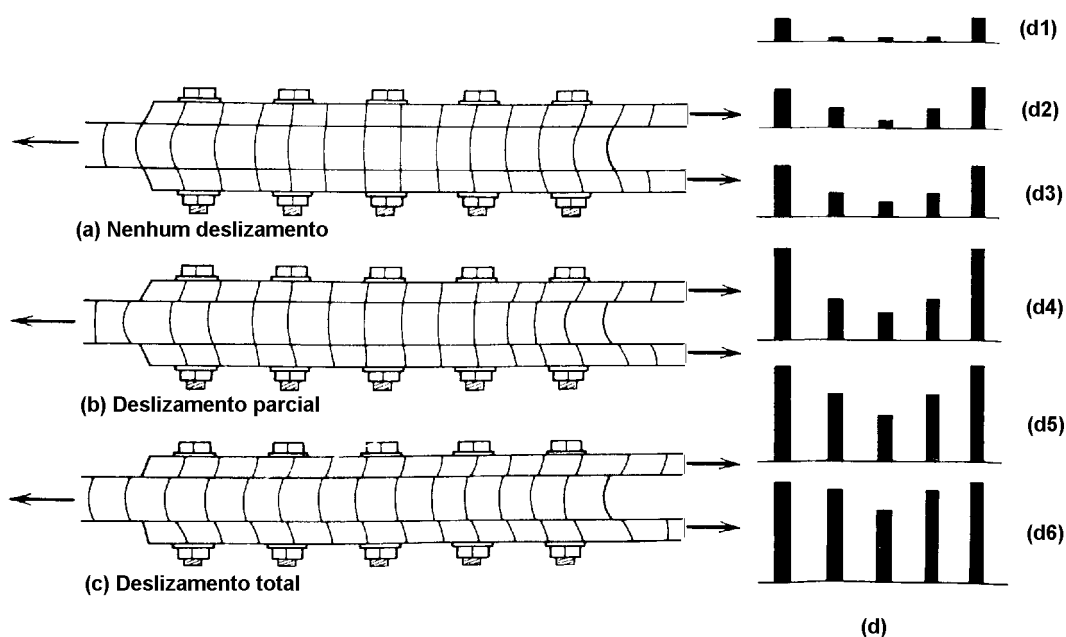 (a) Nenhum deslizamento
(b) Deslizamento parcial
(c) Deslizamento total
(d1)
(d2)
(d3)
(d4)
(d5)
(d6)
(d)